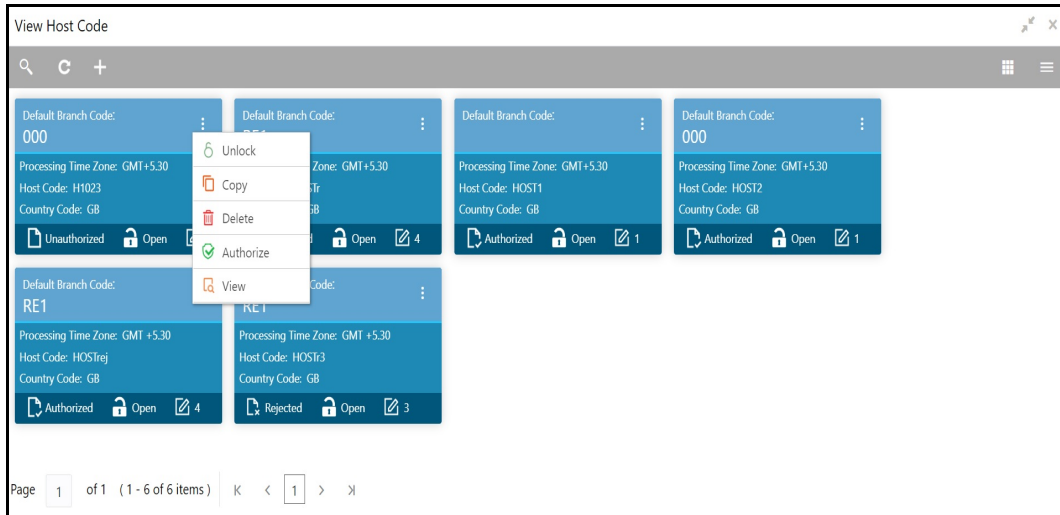 View Host Code
Default Branch Code:
000
Processing Time Zone: GMT+5.30
Host Code: H1023
Country Code: GB
Unauthorized Open
Unlock
Copy
Delete
Authorize
View
Default Branch Code:
Zone: GMT+5.30
Open 4
Default Branch Code:
Processing Time Zone: GMT+5.30
Host Code: HOST1
Country Code: GB
Authorized Open 1
Default Branch Code:
000
Processing Time Zone: GMT+5.30
Host Code: HOST2
Country Code: GB
Authorized Open 1
Default Branch Code:
RE1
Processing Time Zone: GMT +5.30
Host Code: HOSTrej
Country Code: GB
Authorized Open 4
Code:
RE1
Processing Time Zone: GMT +5.30
Host Code: HOSTr3
Country Code: GB
Rejected Open 3
Page 1 of 1 ( 1 - 6 of 6 items ) K < 1 > >|